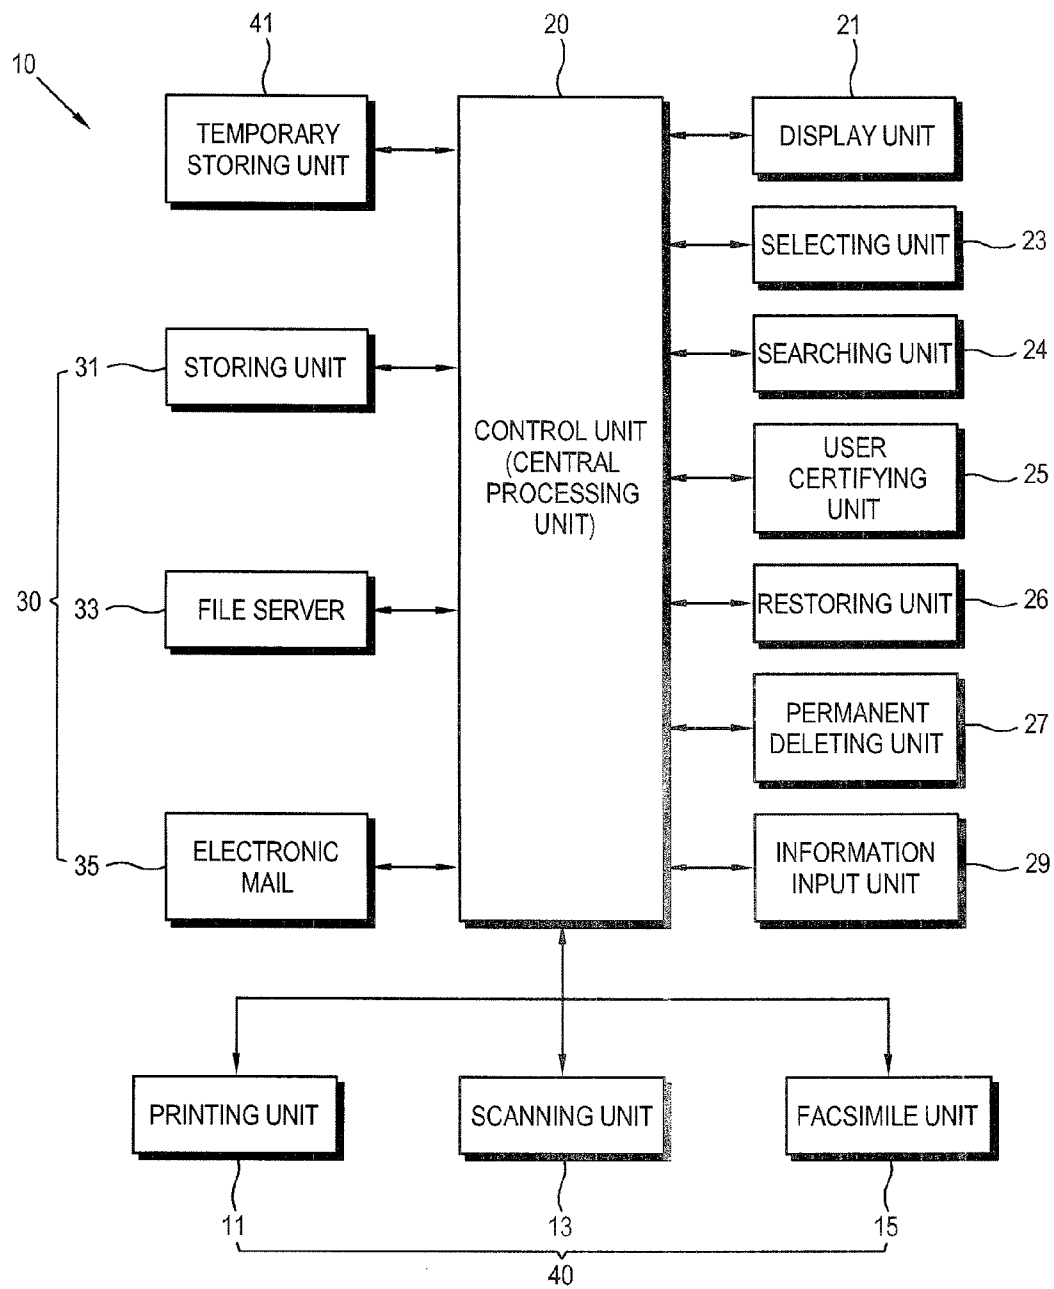 10
41
20
21
TEMPORARY
STORING UNIT
DISPLAY UNIT
SELECTING UNIT
23
31
STORING UNIT
SEARCHING UNIT
24
CONTROL UNIT
(CENTRAL
PROCESSING
UNIT)
USER
CERTIFYING
UNIT
25
30
33
FILE SERVER
RESTORING UNIT
26
PERMANENT
DELETING UNIT
27
35
ELECTRONIC
MAIL
INFORMATION
INPUT UNIT
29
PRINTING UNIT
SCANNING UNIT
FACSIMILE UNIT
11
13
15
40